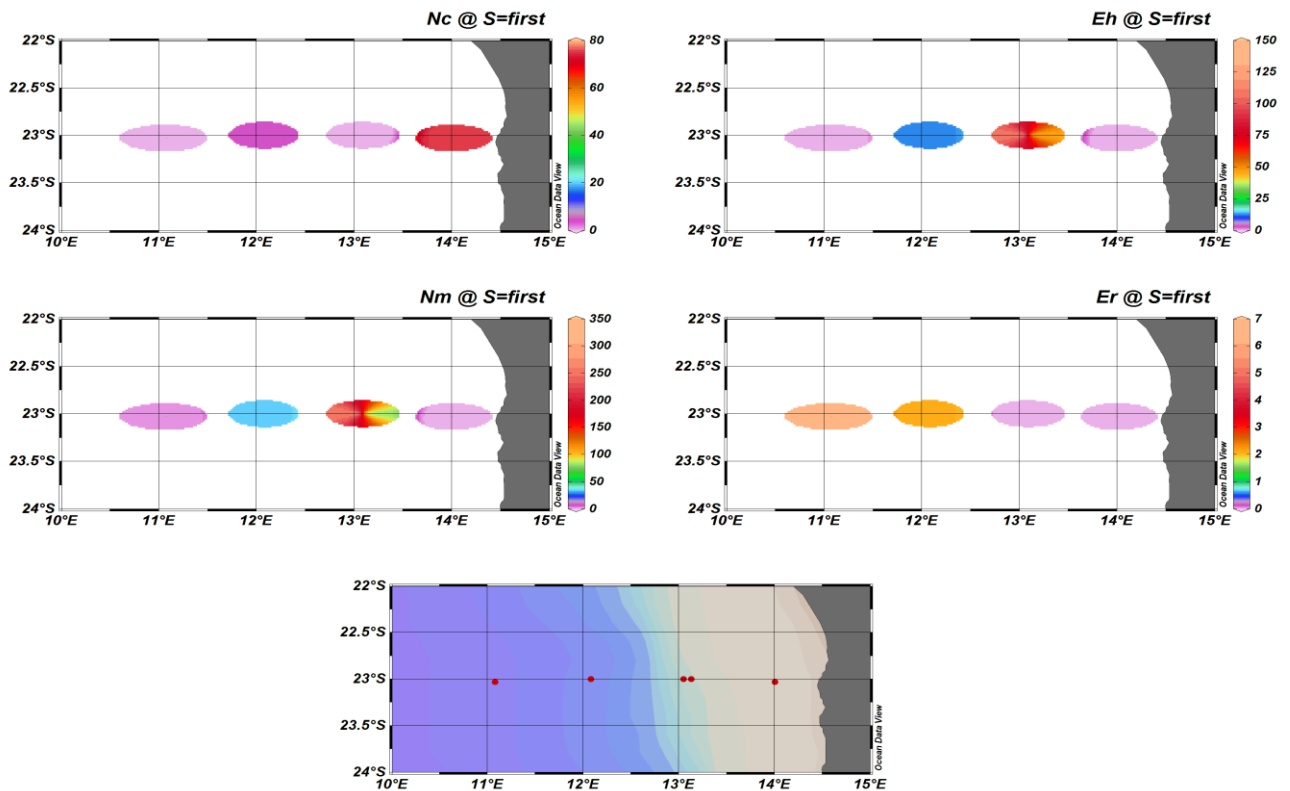 Nc @ S=first
Eh @ S=first
22°S
22.5°S
23°S
23.5°S
24°S
10°E 11°E 12°E 13°E 14°E 15°E
80
60
40
20
0
Ocean Data View
22°S
22.5°S
23°S
23.5°S
24°S
10°E 11°E 12°E 13°E 14°E 15°E
150
125
100
75
50
25
0
Ocean Data View
Nm @ S=first
Er @ S=first
22°S
22.5°S
23°S
23.5°S
24°S
10°E 11°E 12°E 13°E 14°E 15°E
350
300
250
200
150
100
50
0
Ocean Data View
22°S
22.5°S
23°S
23.5°S
24°S
10°E 11°E 12°E 13°E 14°E 15°E
7
6
5
4
3
2
1
0
Ocean Data View
22°S
22.5°S
23°S
23.5°S
24°S
10°E 11°E 12°E 13°E 14°E 15°E
Ocean Data View